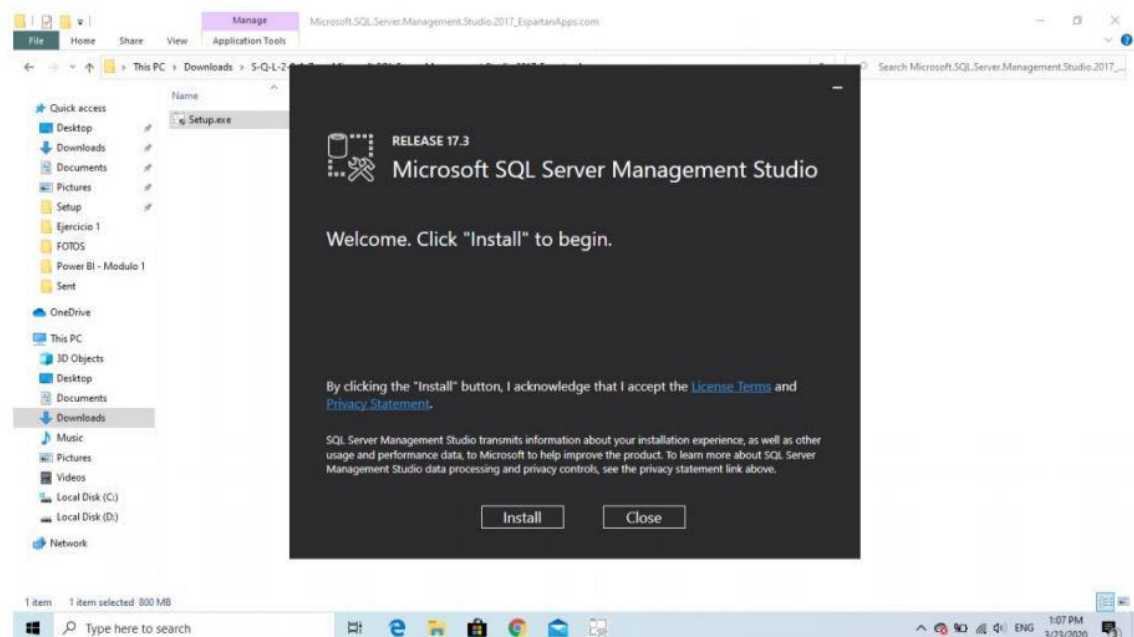 Manage
Microsoft.SQL.Server.Management.Studio.2017_EspartanApps.com
File Home Share View Application Tools
This PC > Downloads >
Search Microsoft.SQL.Server.Management.Studio.2017_...
Name
Setup.exe
Quick access
Desktop
Downloads
Documents
Pictures
Setup
Ejercicio 1
FOTOS
Power BI - Modulo 1
Sent
OneDrive
This PC
3D Objects
Desktop
Documents
Downloads
Music
Pictures
Videos
Local Disk (C:)
Local Disk (D:)
Network
RELEASE 17.3
Microsoft SQL Server Management Studio
Welcome. Click "Install" to begin.
By clicking the "Install" button, I acknowledge that I accept the License Terms and
Privacy Statement.
SQL Server Management Studio transmits information about your installation experience, as well as other
usage and performance data, to Microsoft to help improve the product. To learn more about SQL Server
Management Studio data processing and privacy controls, see the privacy statement link above.
Install Close
1 item 1 item selected 800 MB
Type here to search
ENG
1:07 PM
3/23/2020